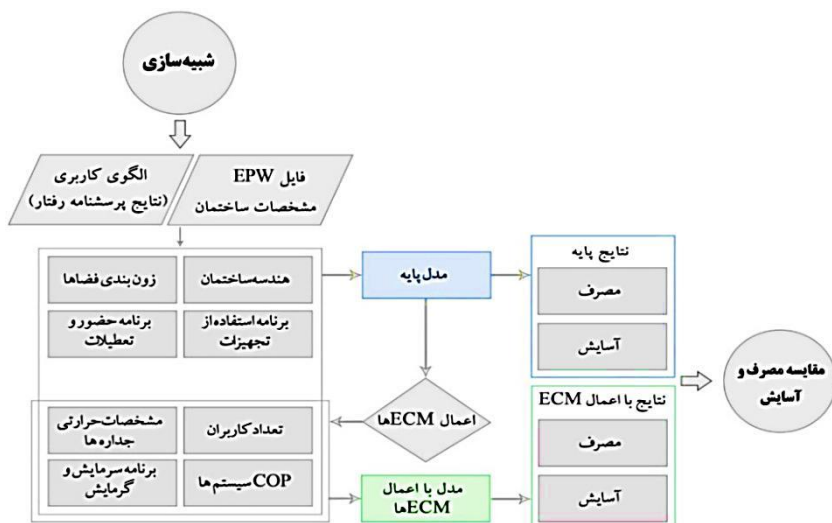 شبیه‌سازی
فایل EPW
مشخصات ساختمان
الگوی کاربری
(نتایج پرسشنامه رفتار)
هندسه ساختمان
زون بندی فضاها
برنامه استفاده از
تجهیزات
برنامه حضور و
تعطیلات
تعداد کاربران
مشخصات حرارتی
جداره ها
COP سیستم‌ها
برنامه سرمایش و
گرمایش
مدل پایه
اعمال ECMها
مدل با اعمال
ECMها
نتایج پایه
مصرف
آسایش
نتایج با اعمال ECM
مصرف
آسایش
مقایسه مصرف و
آسایش